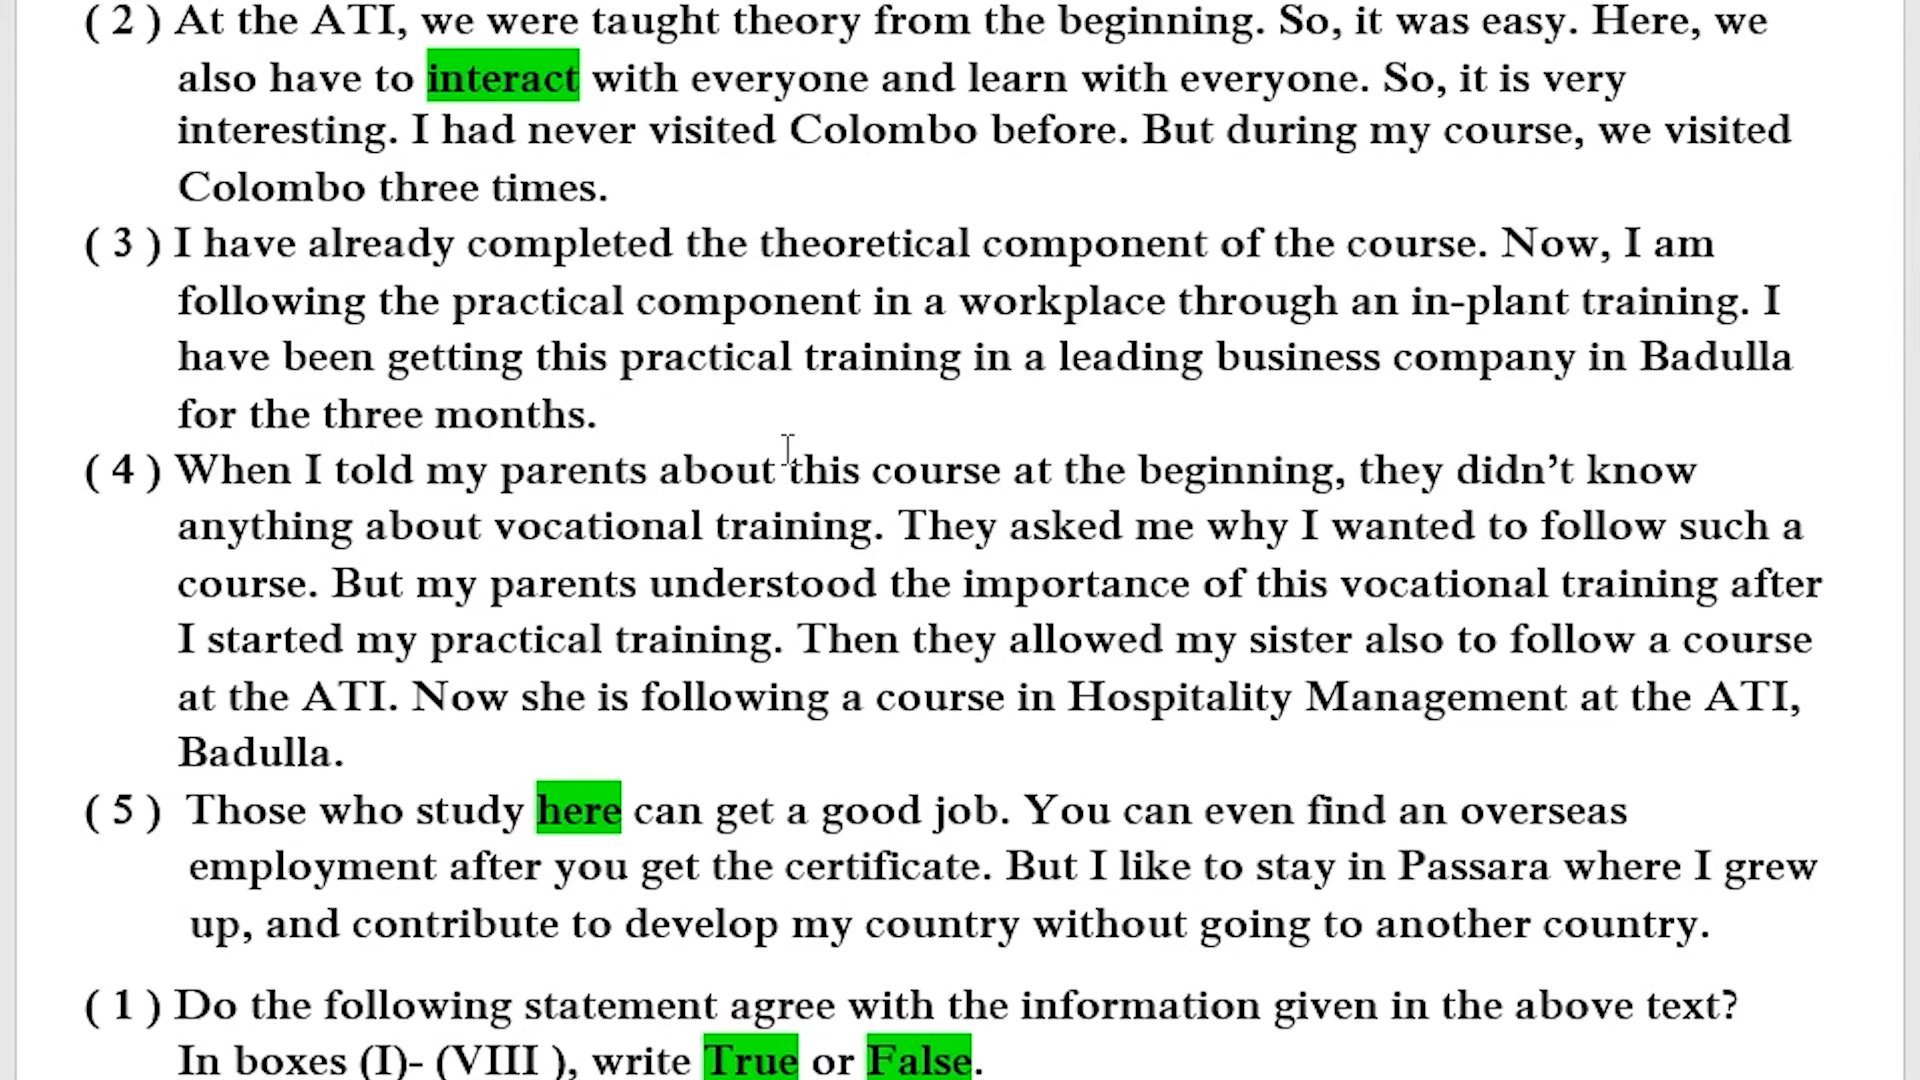 ( 2 ) At the ATI, we were taught theory from the beginning. So, it was easy. Here, we
also have to interact with everyone and learn with everyone. So, it is very
interesting. I had never visited Colombo before. But during my course, we visited
Colombo three times.
( 3 ) I have already completed the theoretical component of the course. Now, I am
following the practical component in a workplace through an in-plant training. I
have been getting this practical training in a leading business company in Badulla
for the three months.
( 4 ) When I told my parents about this course at the beginning, they didn’t know
anything about vocational training. They asked me why I wanted to follow such a
course. But my parents understood the importance of this vocational training after
I started my practical training. Then they allowed my sister also to follow a course
at the ATI. Now she is following a course in Hospitality Management at the ATI,
Badulla.
( 5 ) Those who study here can get a good job. You can even find an overseas
employment after you get the certificate. But I like to stay in Passara where I grew
up, and contribute to develop my country without going to another country.
( 1 ) Do the following statement agree with the information given in the above text?
In boxes (I)- (VIII ), write True or False.